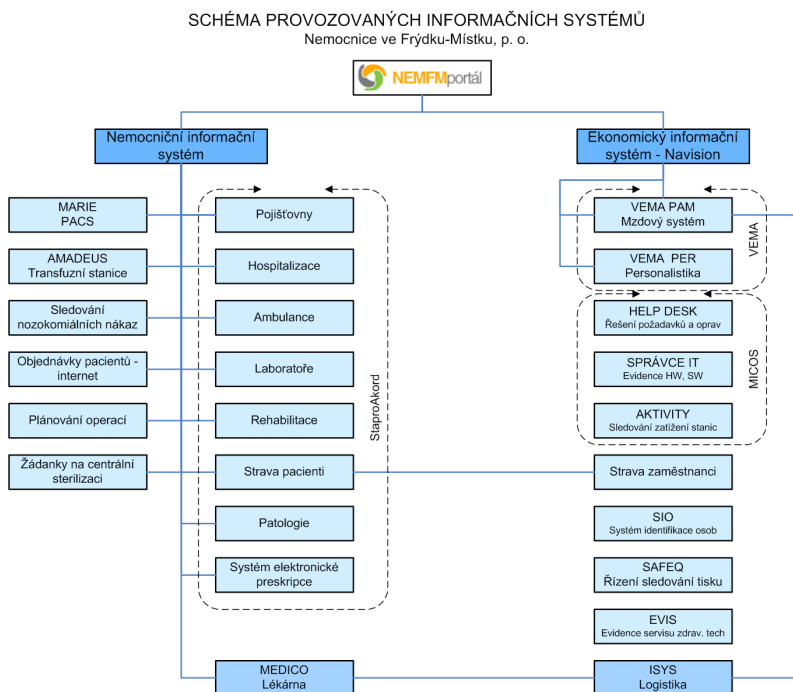 SCHÉMA PROVOZOVANÝCH INFORMAČNÍCH SYSTÉMŮ
Nemocnice ve Frýdku-Místku, p. o.
NEMFMportál
Nemocniční informační
systém
Ekonomický informační
systém - Navision
MARIE
PACS
AMADEUS
Transfuzní stanice
Sledování
nozokomiálních nákaz
Objednávky pacientů -
internet
Plánování operací
Žádanky na centrální
sterilizaci
Pojišťovny
Hospitalizace
Ambulance
Laboratoře
Rehabilitace
Strava pacienti
Patologie
Systém elektronické
preskripce
StaproAkord
MEDICO
Lékárna
VEMA PAM
Mzdový systém
VEMA PER
Personalistika
VEMA
HELP DESK
Řešení požadavků a oprav
SPRÁVCE IT
Evidence HW, SW
AKTIVITY
Sledování zatížení stanic
MICOS
Strava zaměstnanci
SIO
Systém identifikace osob
SAFEQ
Řízení sledování tisku
EVIS
Evidence servisu zdrav. tech
ISYS
Logistika